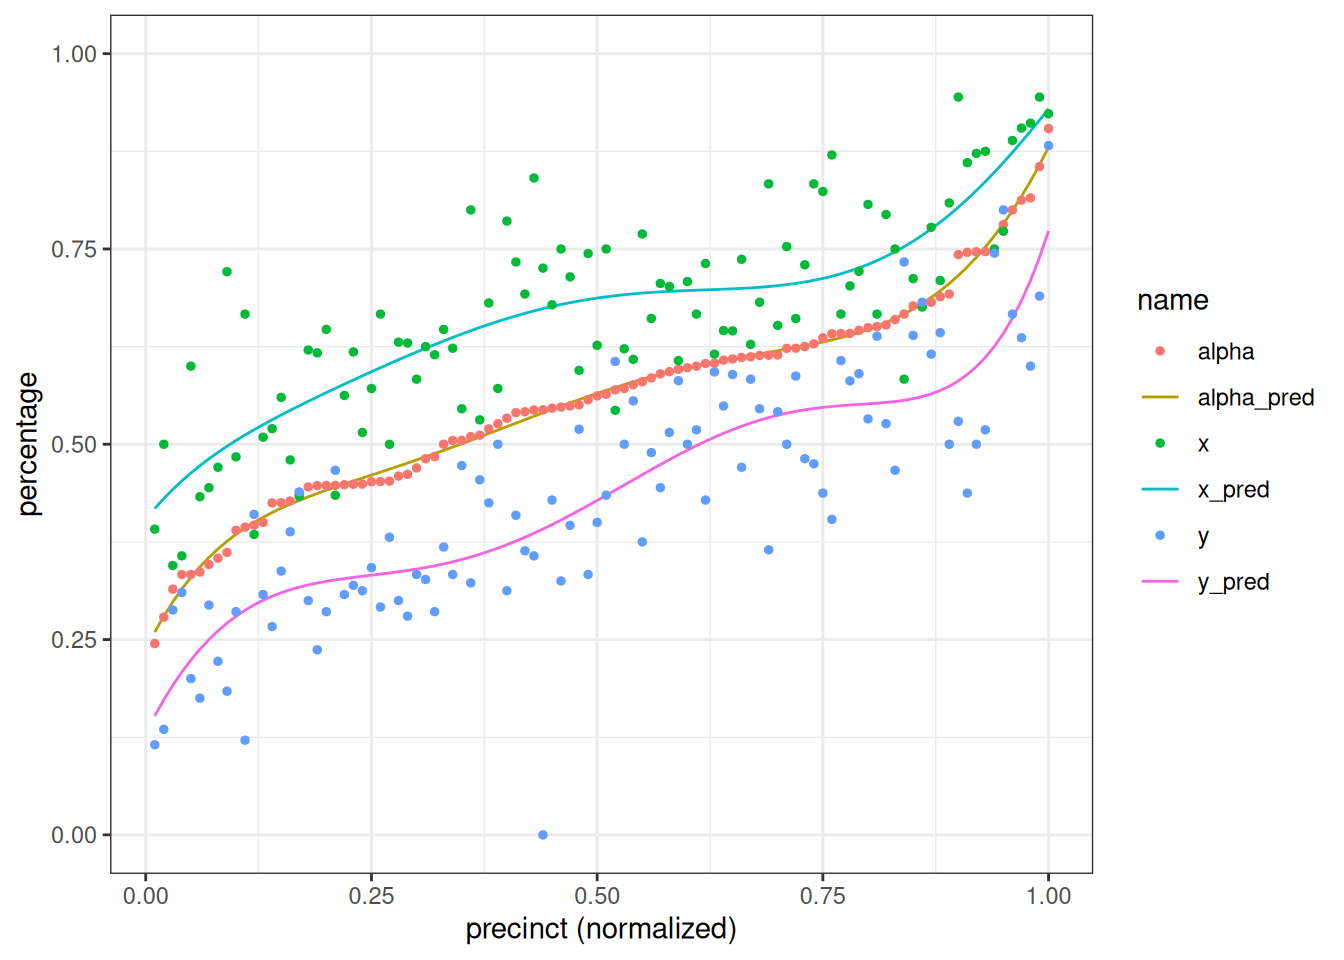 1.00
0.75
0.50
0.25
0.00
percentage
0.00 0.25 0.50 0.75 1.00
precinct (normalized)
name
alpha
alpha_pred
x
x_pred
y
y_pred